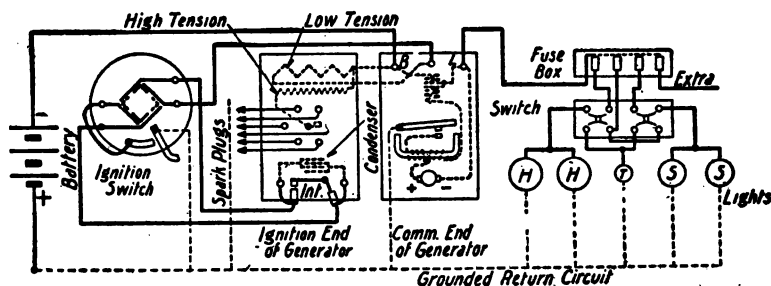 High Tension
Low Tension
B
L
Fuse
Box
Extra
Switch
Battery
Ignition
Switch
Spark Plugs
Condenser
Int.
+
-
H
H
T
S
S
Lights
Ignition End
of Generator
Comm. End
of Generator
Grounded Return Circuit